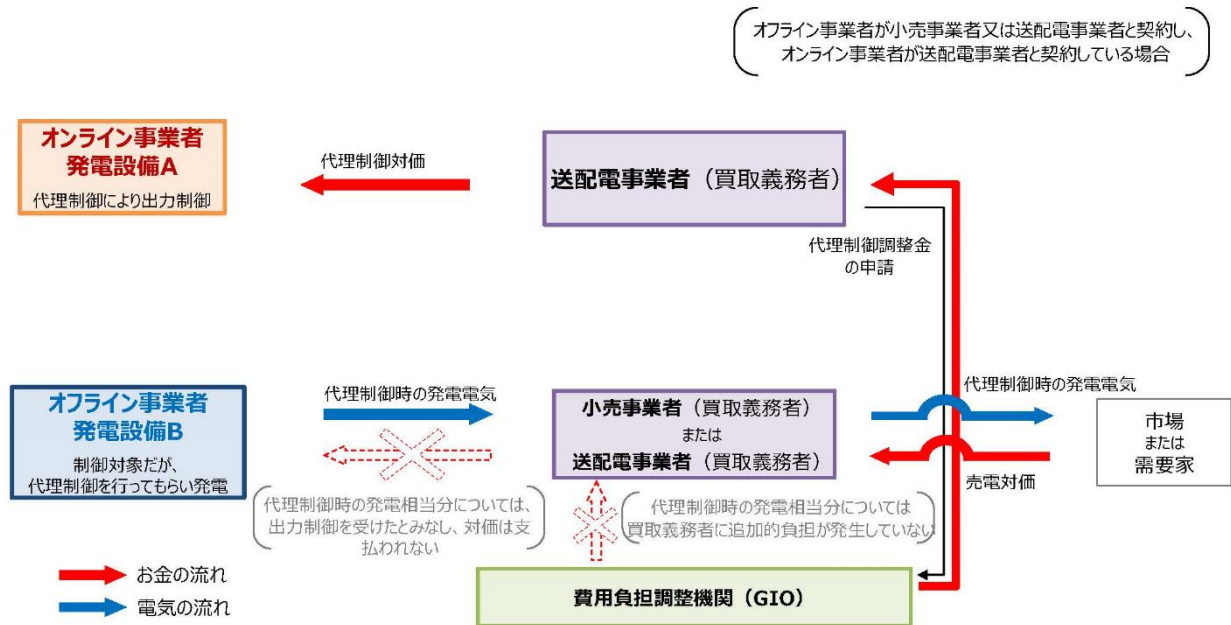 オフライン事業者が小売事業者又は送配電事業者と契約し、
オンライン事業者が送配電事業者と契約している場合
オンライン事業者
発電設備A
代理制御により出力制御
代理制御対価
送配電事業者（買取義務者）
代理制御調整金
の申請
オフライン事業者
発電設備B
制御対象だが、
代理制御を行ってもらい発電
代理制御時の発電電気
小売事業者（買取義務者）
または
送配電事業者（買取義務者）
代理制御時の発電電気
売電対価
市場
または
需要家
代理制御時の発電相当分については、
出力制御を受けたとみなし、対価は支
払われない
代理制御時の発電相当分については
買取義務者に追加的負担が発生していない
費用負担調整機関（GIO）
お金の流れ
電気の流れ